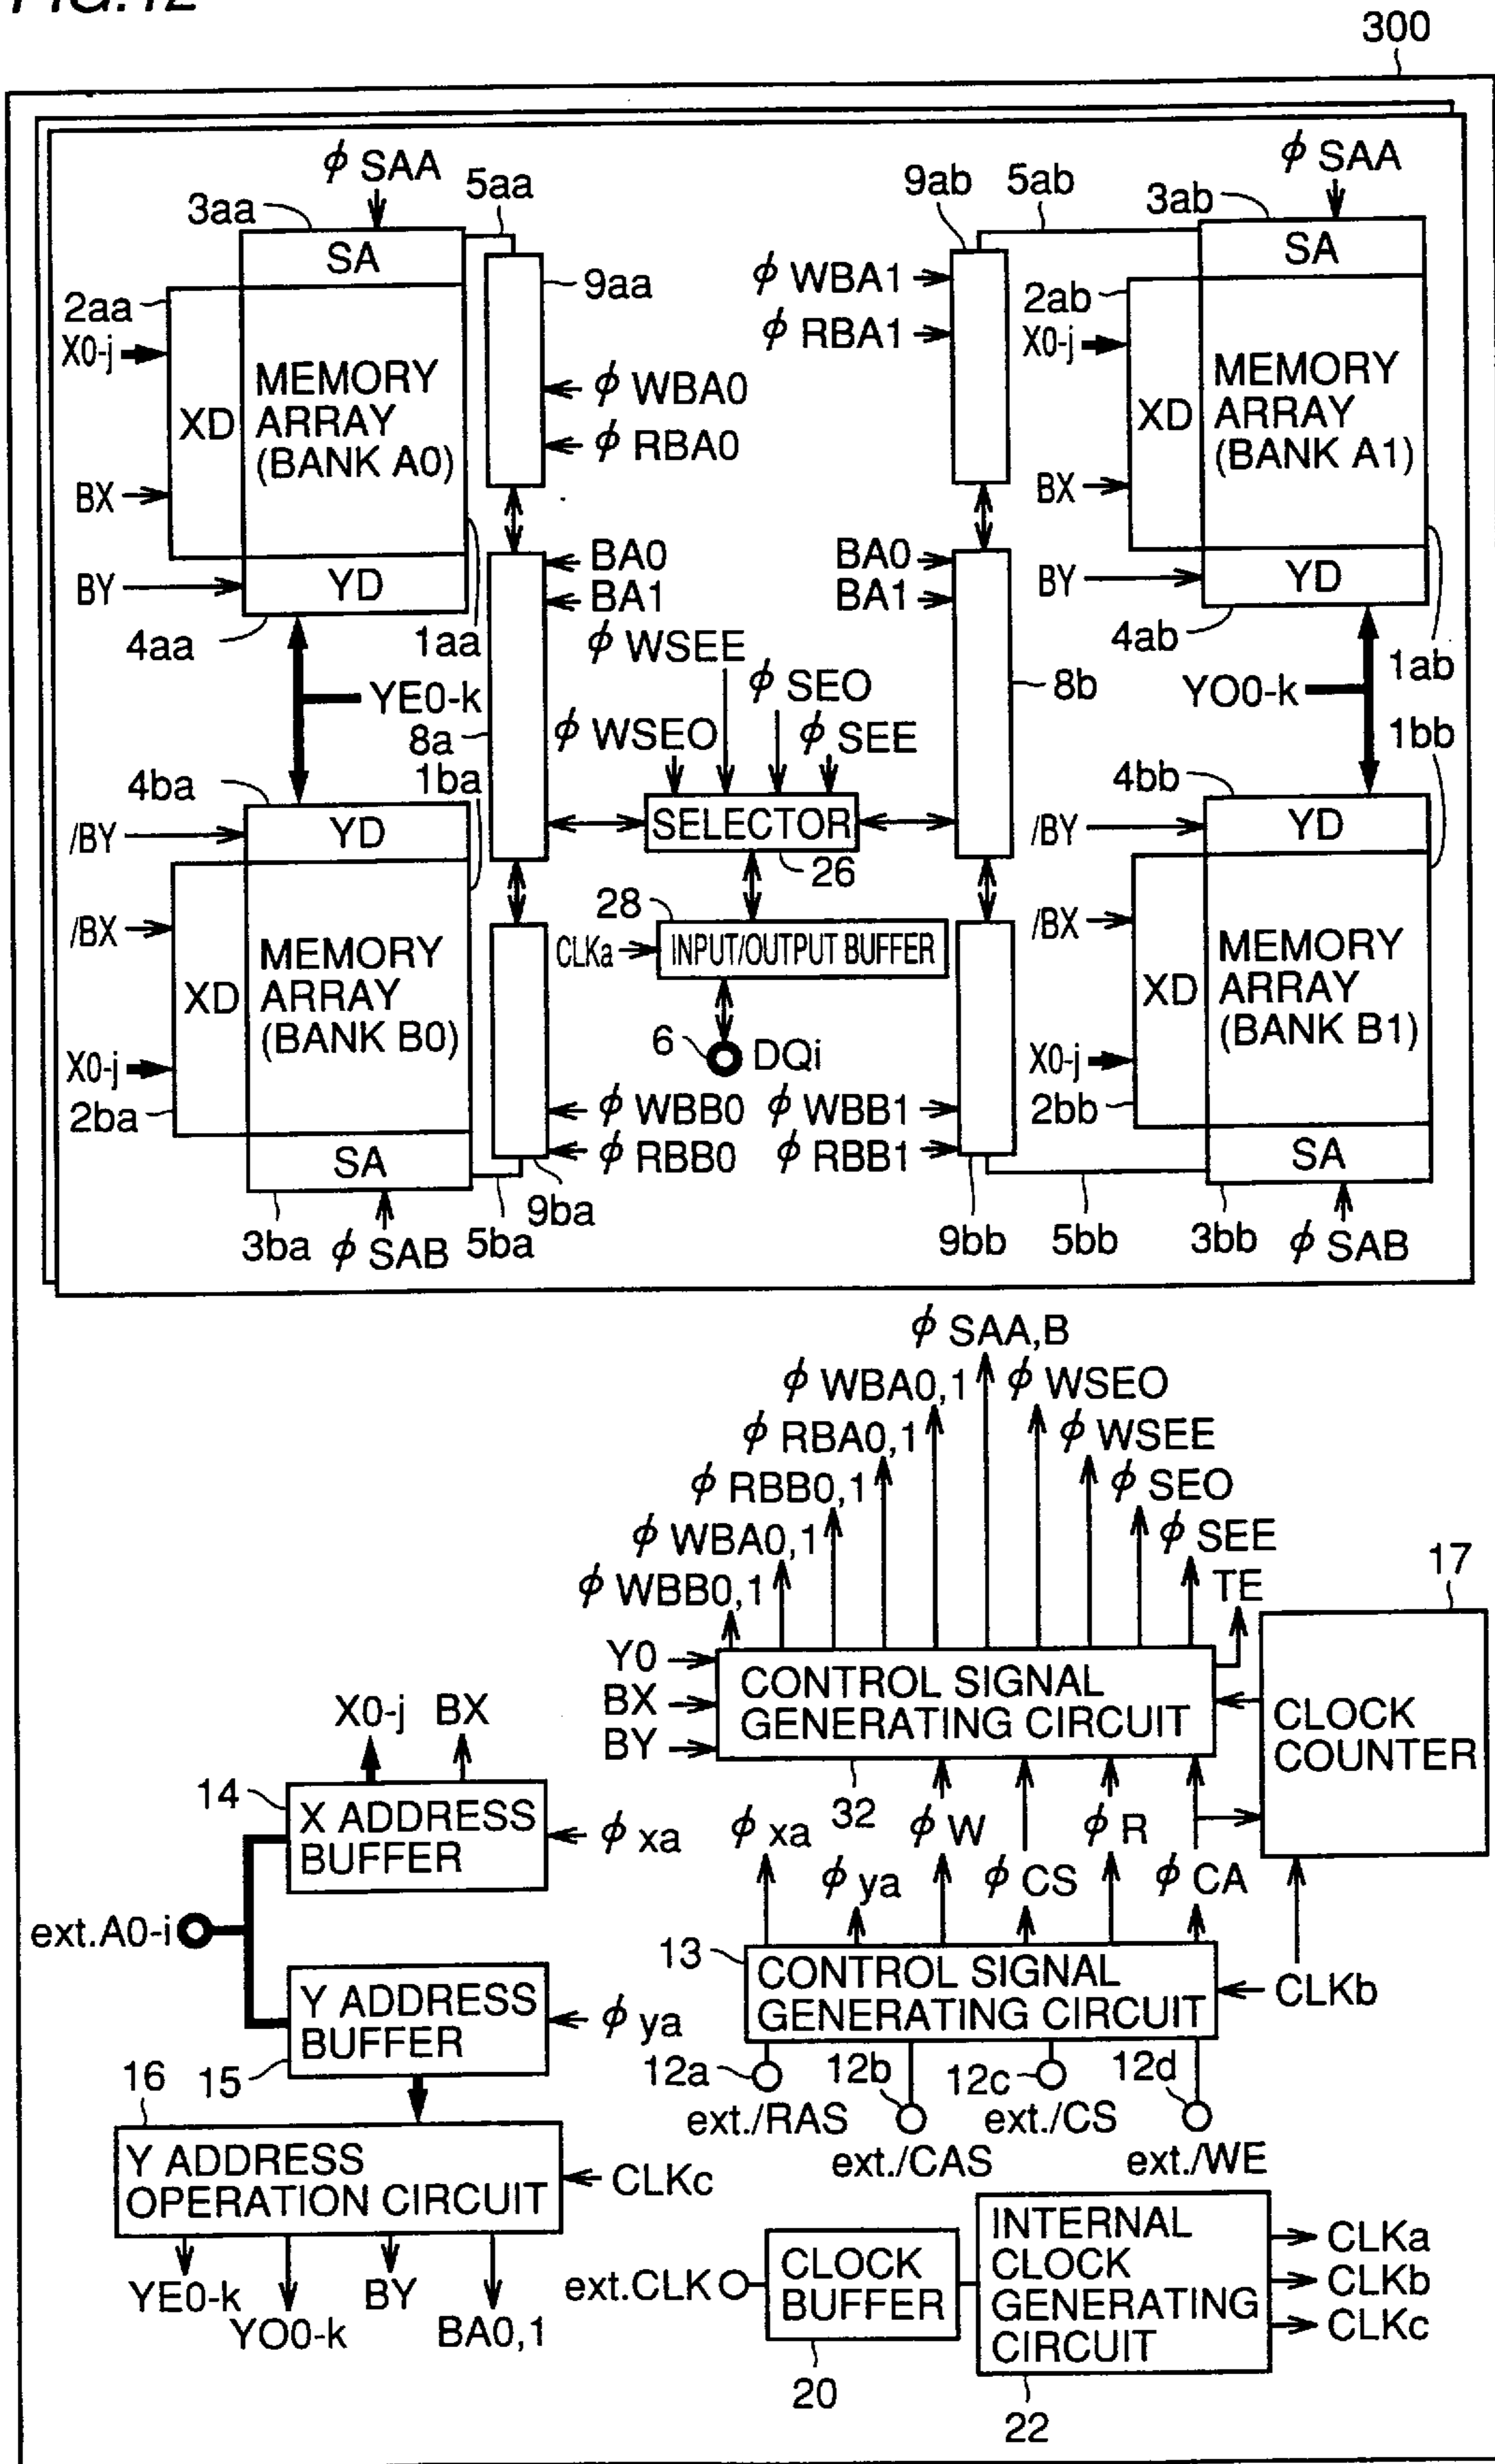 FIG.12
300
φ SAA
5aa
3aa
SA
9aa
2aa
X0-j
MEMORY
ARRAY
(BANK A0)
XD
φ WBA0
φ RBA0
BX
BY
YD
4aa
1aa
BA0
BA1
φ WSEE
φ SEO
φ WSEO
φ SEE
YE0-k
8a
9ab
5ab
φ SAA
3ab
SA
φ WBA1
φ RBA1
2ab
X0-j
MEMORY
ARRAY
(BANK A1)
XD
BX
BA0
BA1
BY
YD
4ab
1ab
8b
YO0-k
1bb
4ba
1ba
/BY
YD
SELECTOR
26
/BX
28
CLKa
INPUT/OUTPUT BUFFER
MEMORY
ARRAY
(BANK B0)
XD
X0-j
2ba
6
DQi
φ WBB0
φ RBB0
SA
3ba
φ SAB
5ba
9ba
4bb
/BY
YD
/BX
MEMORY
ARRAY
(BANK B1)
XD
X0-j
2bb
φ WBB1
φ RBB1
SA
9bb
5bb
3bb
φ SAB
φ SAA,B
φ WBA0,1
φ WSEO
φ RBA0,1
φ WSEE
φ RBB0,1
φ SEO
φ WBA0,1
φ SEE
φ WBB0,1
TE
17
Y0
BX
BY
CONTROL SIGNAL
GENERATING CIRCUIT
CLOCK
COUNTER
32
X0-j
BX
14
X ADDRESS
BUFFER
φ xa
φ xa
φ W
φ R
φ ya
φ CS
φ CA
ext.A0-i
13
CONTROL SIGNAL
GENERATING CIRCUIT
CLKb
Y ADDRESS
BUFFER
φ ya
15
16
12a
12b
12c
12d
ext./RAS
ext./CS
ext./CAS
ext./WE
Y ADDRESS
OPERATION CIRCUIT
CLKc
YE0-k
YO0-k
BY
BA0,1
ext.CLK
CLOCK
BUFFER
20
INTERNAL
CLOCK
GENERATING
CIRCUIT
22
CLKa
CLKb
CLKc